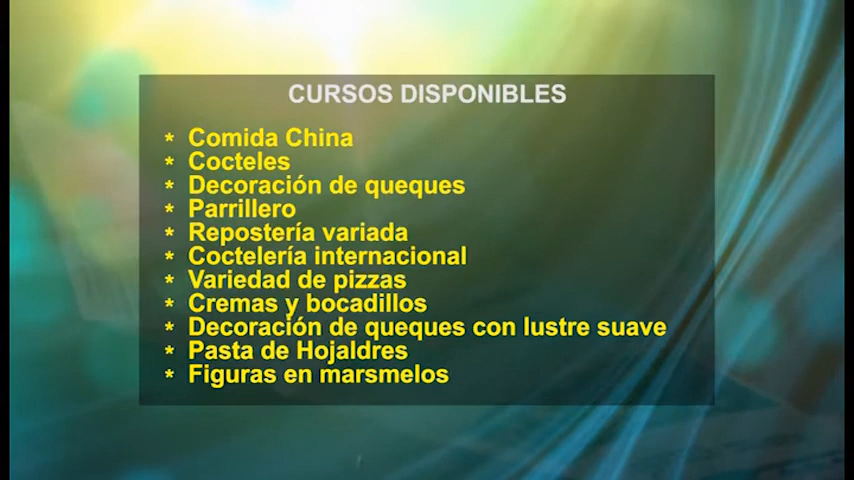 CURSOS DISPONIBLES
* Comida China
* Cocteles
* Decoración de queques
* Parrillero
* Repostería variada
* Coctelería internacional
* Variedad de pizzas
* Cremas y bocadillos
* Decoración de queques con lustre suave
* Pasta de Hojaldres
* Figuras en marsmelos